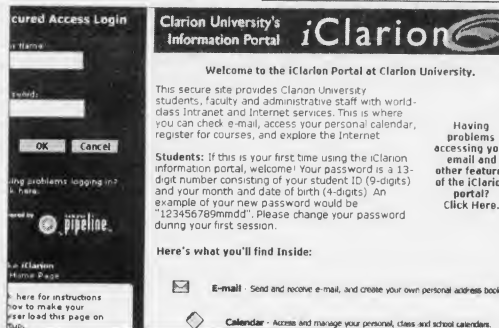 cured Access Login
Name:
OK Cancel
problems logging in?
here.
pipeline
iClarion
Home Page
here for instructions
how to make your
load this page on
Clarion University's
Information Portal
iClarion
Welcome to the iClarion Portal at Clarion University.
This secure site provides Clarion University
students, faculty and administrative staff with world-
class Intranet and Internet services. This is where
you can check e-mail, access your personal calendar,
register for courses, and explore the Internet
Students: If this is your first time using the iClarion
information portal, welcome! Your password is a 13-
digit number consisting of your student ID (9-digits)
and your month and date of birth (4-digits) An
example of your new password would be
"123456789mmdd". Please change your password
during your first session.
Here's what you'll find Inside:
E-mail - Send and receive e-mail, and create your own personal address book
Calendar - Access and manage your personal, class and school calendars.
Having
problems
accessing yo
email and
other feature
of the iClario
portal?
Click Here.